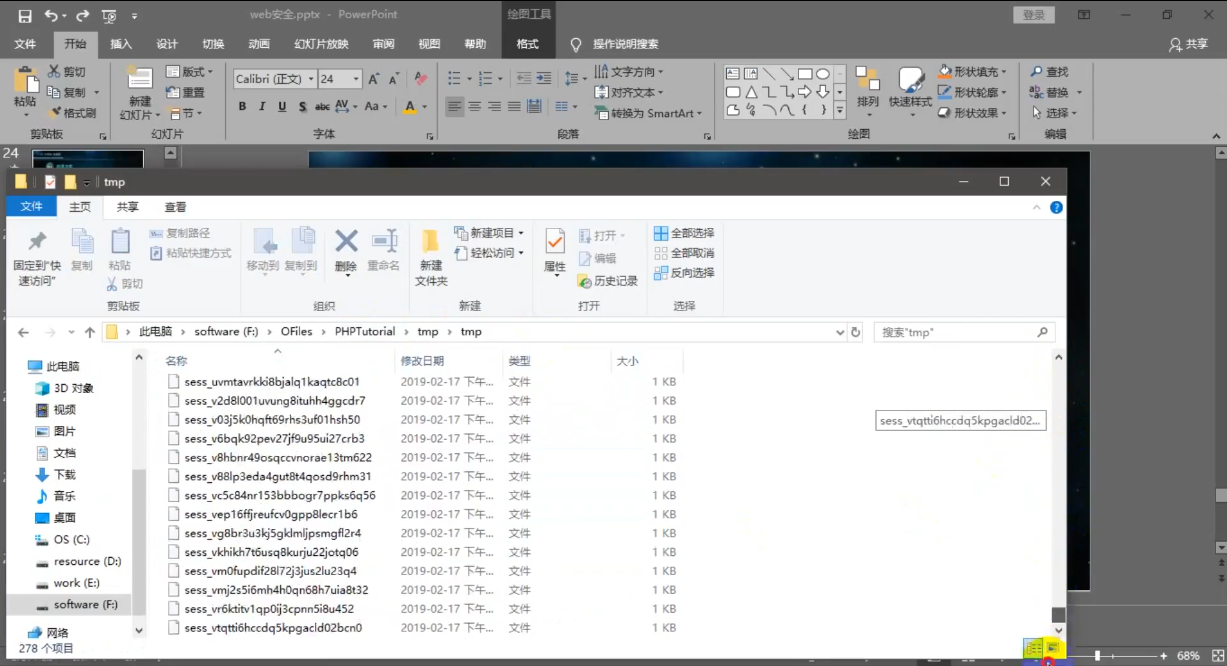 web安全.pptx - PowerPoint
绘图工具
登录
文件 开始 插入 设计 切换 动画 幻灯片放映 审阅 视图 帮助 格式 操作说明搜索 共享
粘贴 剪切 复制 格式刷
剪贴板
新建幻灯片 版式 重置 节
幻灯片
Calibri (正文) 24
B I U S abc AV Aa A
字体
文字方向
对齐文本
转换为 SmartArt
段落
排列 快速样式
形状填充
形状轮廓
形状效果
绘图
查找
替换
选择
编辑
24
tmp
文件 主页 共享 查看
固定到"快速访问" 复制 粘贴 复制路径 粘贴快捷方式 剪切
剪贴板
移动到 复制到 删除 重命名
组织
新建文件夹 新建项目 轻松访问
新建
属性 打开 编辑 历史记录
打开
全部选择
全部取消
反向选择
选择
此电脑 software (F:) OFiles PHPTutorial tmp tmp
搜索"tmp"
此电脑
3D 对象
视频
图片
文档
下载
音乐
桌面
OS (C:)
resource (D:)
work (E:)
software (F:)
网络
名称 修改日期 类型 大小
sess_uvmtavrkki8bjalq1kaqtc8c01 2019-02-17 下午... 文件 1 KB
sess_v2d8l001uvung8ituhh4ggcdr7 2019-02-17 下午... 文件 1 KB
sess_v03j5k0hqft69rhs3uf01hsh50 2019-02-17 下午... 文件 1 KB
sess_v6bqk92pev27jf9u95ui27crb3 2019-02-17 下午... 文件 1 KB
sess_v8hbnr49osqccvnorae13tm622 2019-02-17 下午... 文件 1 KB
sess_v88lp3eda4gut8t4qosd9rhm31 2019-02-17 下午... 文件 1 KB
sess_vc5c84nr153bbbogr7ppks6q56 2019-02-17 下午... 文件 1 KB
sess_vep16ffjreufcv0gpp8lecr1b6 2019-02-17 下午... 文件 1 KB
sess_vg8br3u3kj5gklmljpsmgfl2r4 2019-02-17 下午... 文件 1 KB
sess_vkhikh7t6usq8kurju22jotq06 2019-02-17 下午... 文件 1 KB
sess_vm0fupdif28l72j3jus2lu23q4 2019-02-17 下午... 文件 1 KB
sess_vmj2s5i6mh4h0qn68h7uia8t32 2019-02-17 下午... 文件 1 KB
sess_vr6ktitv1qp0ij3cpnn5i8u452 2019-02-17 下午... 文件 1 KB
sess_vtqtti6hccdq5kpgacld02bcn0 2019-02-17 下午... 文件 1 KB
sess_vtqtti6hccdq5kpgacld02...
278 个项目
68%